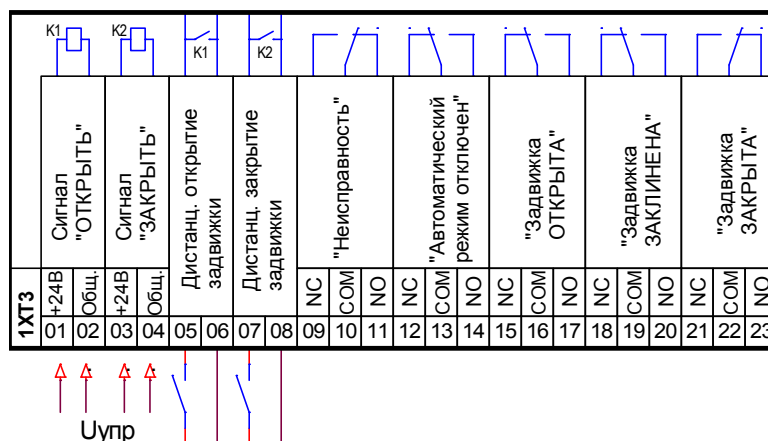 K1
K2
K1
K2
Сигнал
"ОТКРЫТЬ"
Сигнал
"ЗАКРЫТЬ"
Дистанц. открытие
задвижки
Дистанц. закрытие
задвижки
"Неисправность"
"Автоматический
режим отключен"
"Задвижка
ОТКРЫТА"
"Задвижка
ЗАКЛИНЕНА"
"Задвижка
ЗАКРЫТА"
1XT3
+24В
Общ.
+24В
Общ.
NC
COM
NO
NC
COM
NO
NC
COM
NO
NC
COM
NO
NC
COM
NO
01 02 03 04 05 06 07 08 09 10 11 12 13 14 15 16 17 18 19 20 21 22 23
Uупр